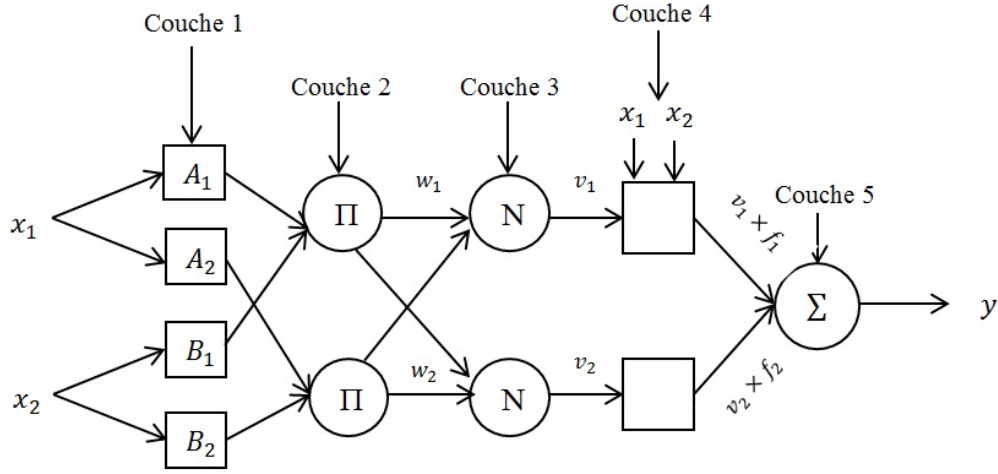 Couche 1
Couche 2
Couche 3
Couche 4
Couche 5
x₁
x₂
A₁
A₂
B₁
B₂
x₁
x₂
Π
Π
w₁
w₂
N
N
v₁
v₂
v₁ × f₁
v₂ × f₂
Σ
y